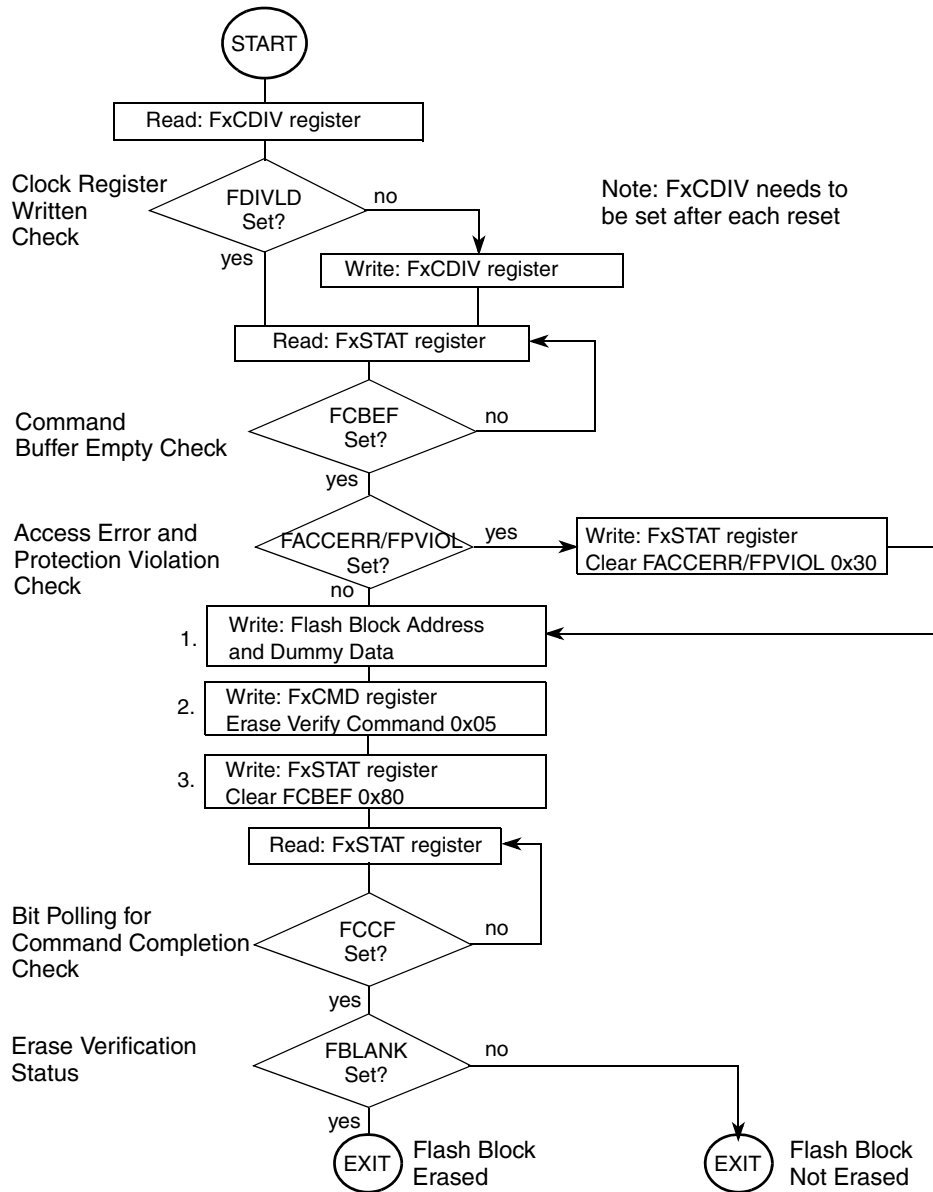 START
Read: FxCDIV register
Clock Register
Written
Check
FDIVLD
Set?
no
yes
Note: FxCDIV needs to
be set after each reset
Write: FxCDIV register
Read: FxSTAT register
Command
Buffer Empty Check
FCBEF
Set?
no
yes
Access Error and
Protection Violation
Check
FACCERR/FPVIOL
Set?
yes
no
Write: FxSTAT register
Clear FACCERR/FPVIOL 0x30
1.
Write: Flash Block Address
and Dummy Data
2.
Write: FxCMD register
Erase Verify Command 0x05
3.
Write: FxSTAT register
Clear FCBEF 0x80
Read: FxSTAT register
Bit Polling for
Command Completion
Check
FCCF
Set?
no
yes
Erase Verification
Status
FBLANK
Set?
no
yes
EXIT
Flash Block
Erased
EXIT
Flash Block
Not Erased